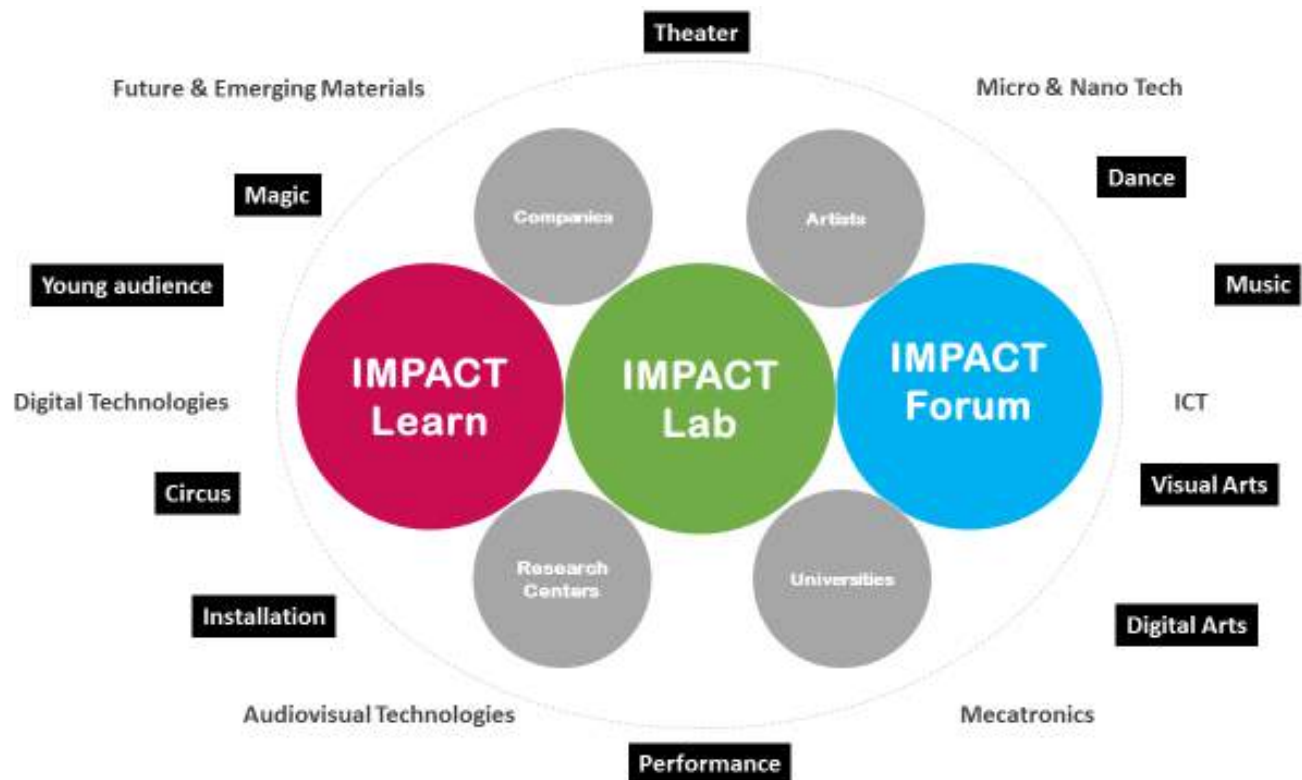 Theater
Future & Emerging Materials
Micro & Nano Tech
Magic
Dance
Companies
Artists
Young audience
Music
IMPACT
Learn
IMPACT
Lab
IMPACT
Forum
Digital Technologies
ICT
Circus
Visual Arts
Research
Centers
Universities
Installation
Digital Arts
Audiovisual Technologies
Mecatronics
Performance